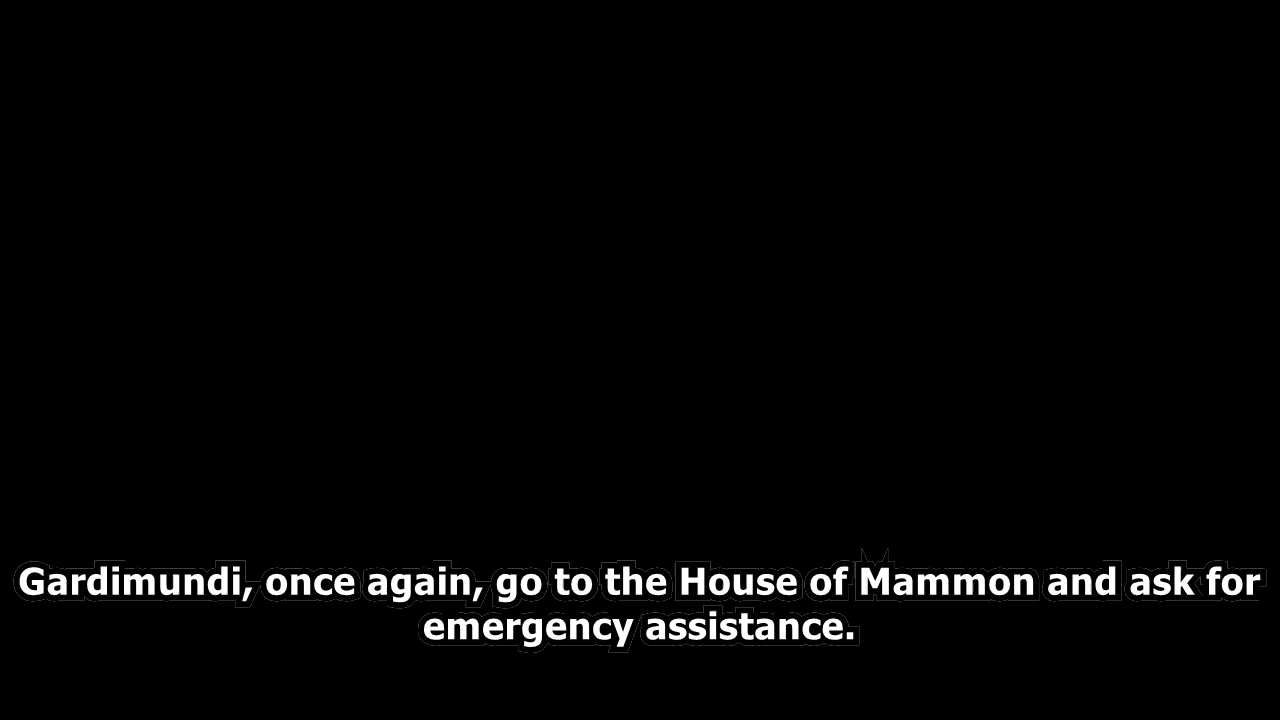 Gardimundi, once again, go to the House of Mammon and ask for
emergency assistance.